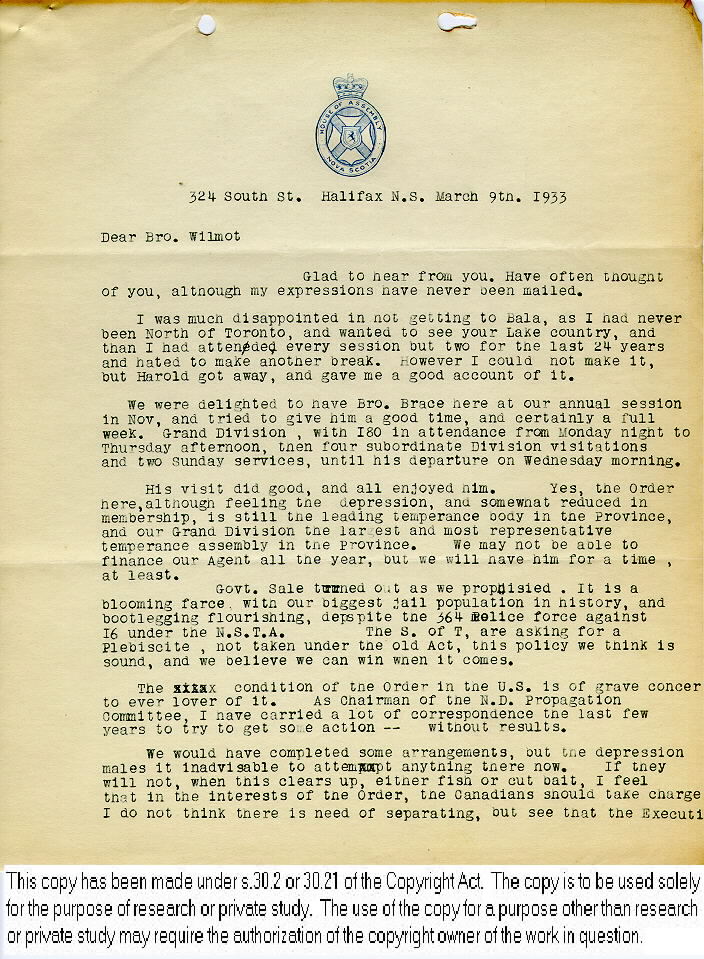 HOUSE OF ASSEMBLY
NOVA SCOTIA
324 South St. Halifax N.S. March 9th. I933
Dear Bro. Wilmot
Glad to hear from you. Have often thought
of you, although my expressions have never been mailed.
I was much disappointed in not getting to Bala, as I had never
been North of Toronto, and wanted to see your Lake country, and
than I had attended every session but two for the last 24 years
and hated to make another break. However I could not make it,
but Harold got away, and gave me a good account of it.
We were delighted to have Bro. Brace here at our annual session
in Nov, and tried to give him a good time, and certainly a full
week. Grand Division , with I80 in attendance from Monday night to
Thursday afternoon, then four subordinate Division visitations
and two Sunday services, until his departure on Wednesday morning.
His visit did good, and all enjoyed him. Yes, the Order
here,although feeling the depression, and somewhat reduced in
membership, is still the leading temperance body in the Province,
and our Grand Division the largest and most representative
temperance assembly in the Province. We may not be able to
finance our Agent all the year, but we will have him for a time ,
at least.
Govt. Sale turned out as we prophisied . It is a
blooming farce. with our biggest jail population in history, and
bootlegging flourishing, depspite the 364 Police force against
I6 under the N.S.T.A. The S. of T, are asking for a
Plebiscite , not taken under the old Act, this policy we think is
sound, and we believe we can win when it comes.
The xxxxx condition of the Order in the U.S. is of grave concer
to ever lover of it. As Chairman of the N.D. Propagation
Committee, I have carried a lot of correspondence the last few
years to try to get some action -- without results.
We would have completed some arrangements, but the depression
males it inadvisable to attemxxpt anything there now. If they
will not, when this clears up, either fish or cut bait, I feel
that in the interests of the Order, the Canadians should take charge
I do not think there is need of separating, but see that the Executi
This copy has been made under s.30.2 or 30.21 of the Copyright Act. The copy is to be used solely
for the purpose of research or private study. The use of the copy for a purpose other than research
or private study may require the authorization of the copyright owner of the work in question.